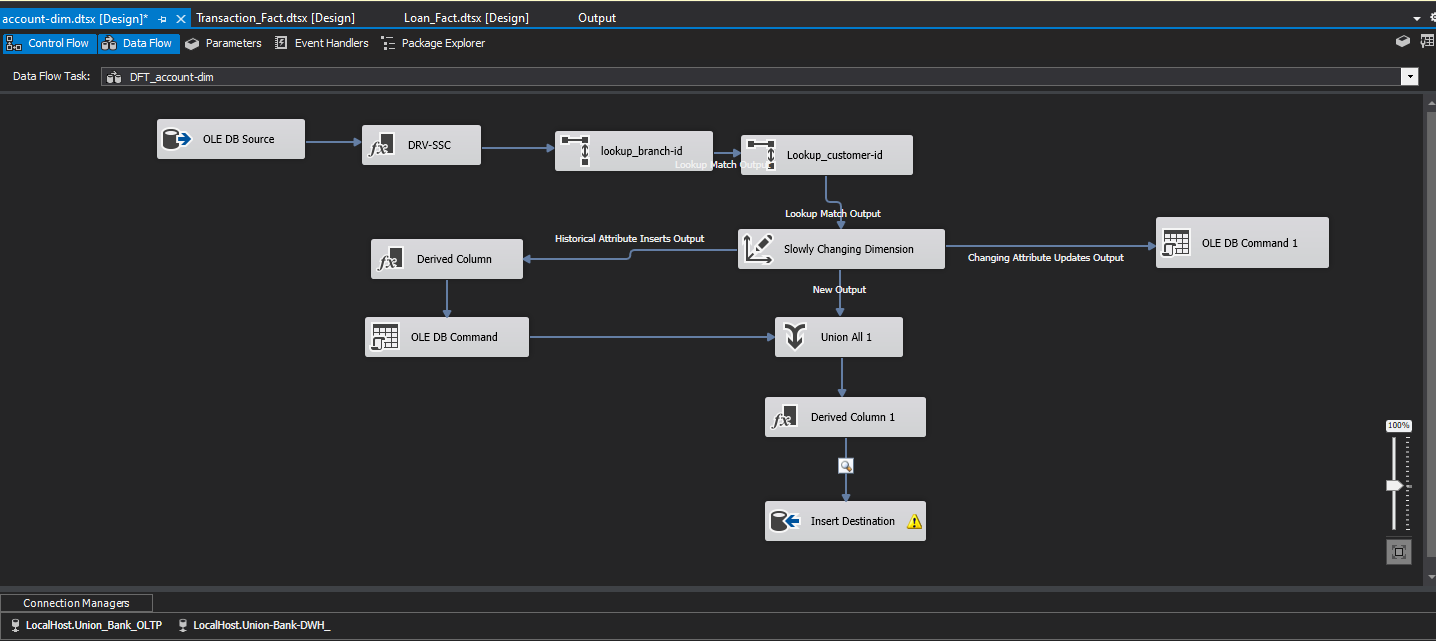 account-dim.dtsx [Design]* Transaction_Fact.dtsx [Design] Loan_Fact.dtsx [Design] Output
Control Flow Data Flow Parameters Event Handlers Package Explorer
Data Flow Task: DFT_account-dim
OLE DB Source
DRV-SSC
lookup_branch-id
Lookup Match Output
Lookup_customer-id
Lookup Match Output
Historical Attribute Inserts Output
Slowly Changing Dimension
OLE DB Command 1
Changing Attribute Updates Output
Derived Column
New Output
OLE DB Command
Union All 1
Derived Column 1
100%
Insert Destination
Connection Managers
LocalHost.Union_Bank_OLTP LocalHost.Union-Bank-DWH_